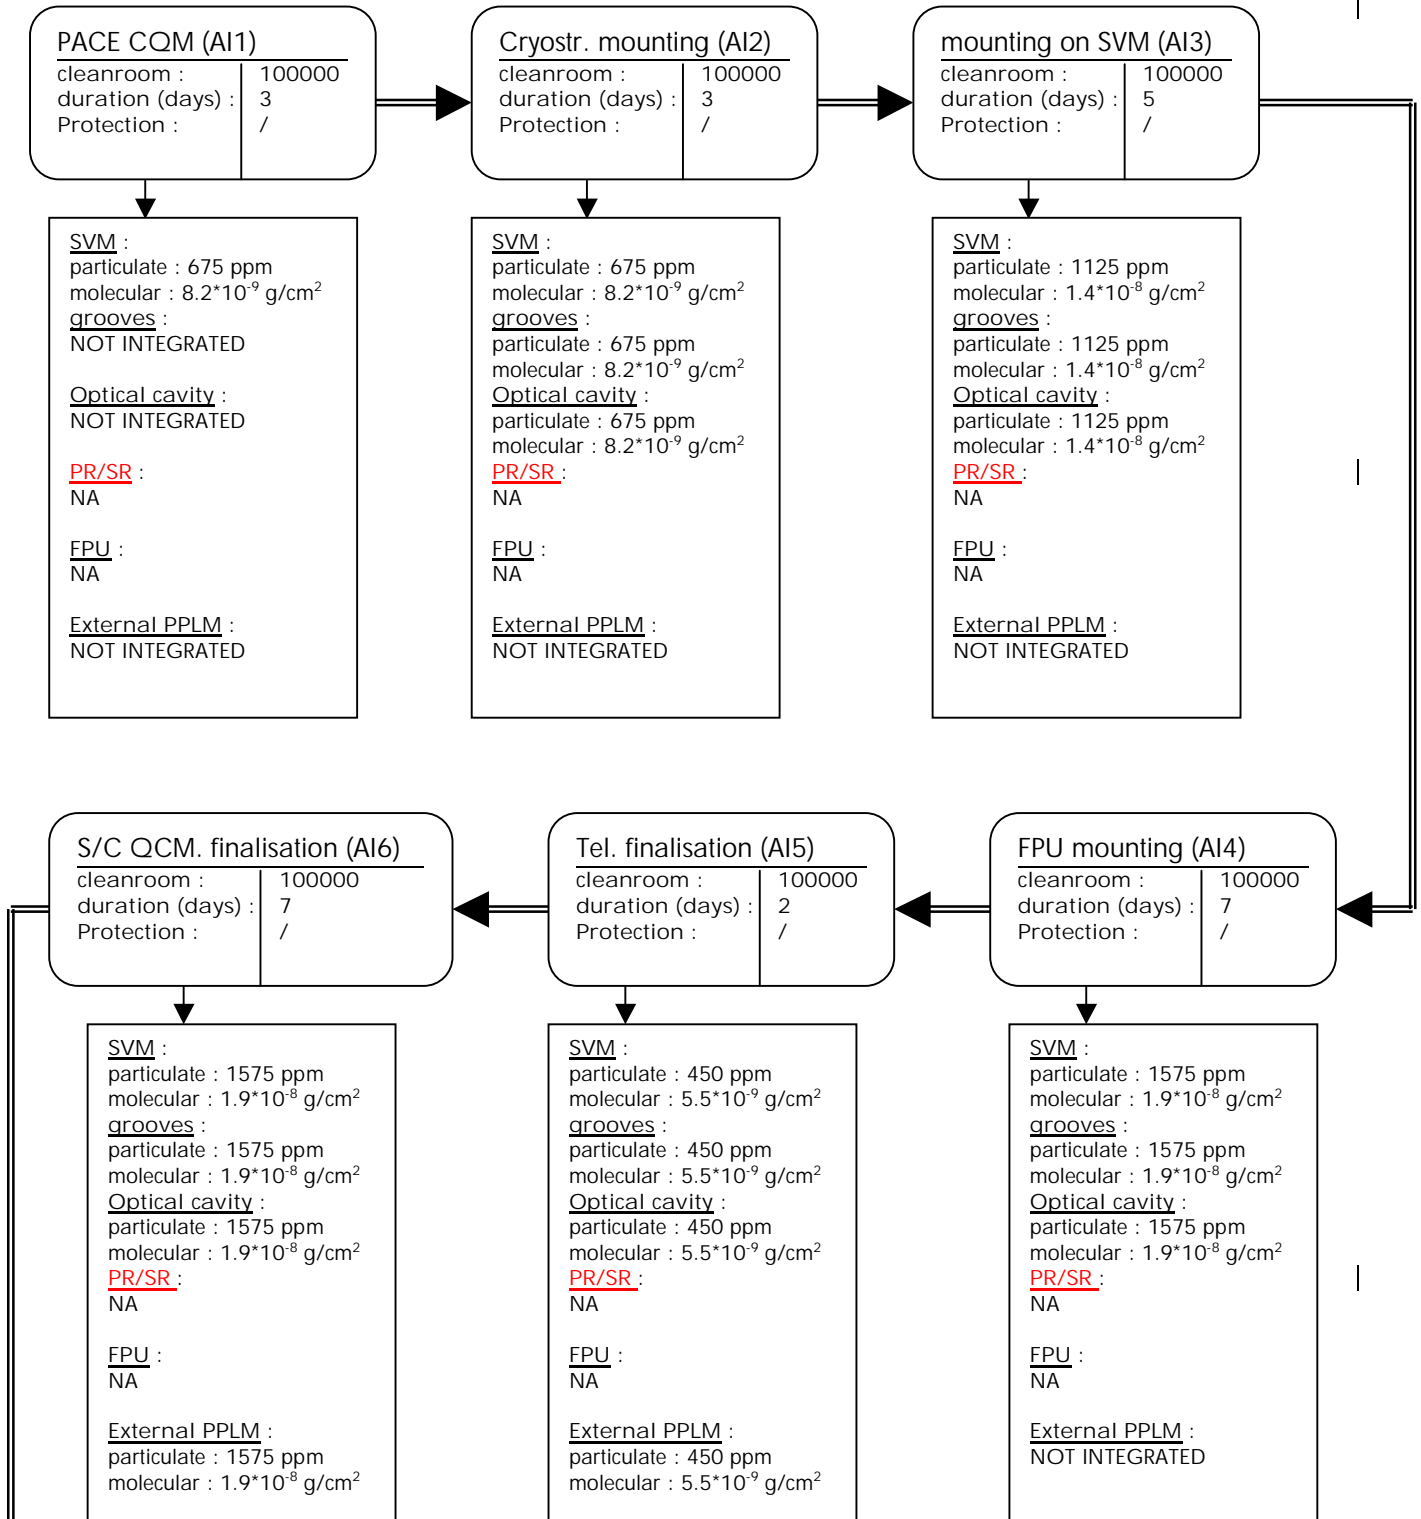 PACE CQM (AI1)
cleanroom : 100000
duration (days) : 3
Protection : /
SVM :
particulate : 675 ppm
molecular : 8.2*10⁻⁹ g/cm²
grooves :
NOT INTEGRATED
Optical cavity :
NOT INTEGRATED
PR/SR :
NA
FPU :
NA
External PPLM :
NOT INTEGRATED
Cryostr. mounting (AI2)
cleanroom : 100000
duration (days) : 3
Protection : /
SVM :
particulate : 675 ppm
molecular : 8.2*10⁻⁹ g/cm²
grooves :
particulate : 675 ppm
molecular : 8.2*10⁻⁹ g/cm²
Optical cavity :
particulate : 675 ppm
molecular : 8.2*10⁻⁹ g/cm²
PR/SR :
NA
FPU :
NA
External PPLM :
NOT INTEGRATED
mounting on SVM (AI3)
cleanroom : 100000
duration (days) : 5
Protection : /
SVM :
particulate : 1125 ppm
molecular : 1.4*10⁻⁸ g/cm²
grooves :
particulate : 1125 ppm
molecular : 1.4*10⁻⁸ g/cm²
Optical cavity :
particulate : 1125 ppm
molecular : 1.4*10⁻⁸ g/cm²
PR/SR :
NA
FPU :
NA
External PPLM :
NOT INTEGRATED
S/C QCM. finalisation (AI6)
cleanroom : 100000
duration (days) : 7
Protection : /
SVM :
particulate : 1575 ppm
molecular : 1.9*10⁻⁸ g/cm²
grooves :
particulate : 1575 ppm
molecular : 1.9*10⁻⁸ g/cm²
Optical cavity :
particulate : 1575 ppm
molecular : 1.9*10⁻⁸ g/cm²
PR/SR :
NA
FPU :
NA
External PPLM :
particulate : 1575 ppm
molecular : 1.9*10⁻⁸ g/cm²
Tel. finalisation (AI5)
cleanroom : 100000
duration (days) : 2
Protection : /
SVM :
particulate : 450 ppm
molecular : 5.5*10⁻⁹ g/cm²
grooves :
particulate : 450 ppm
molecular : 5.5*10⁻⁹ g/cm²
Optical cavity :
particulate : 450 ppm
molecular : 5.5*10⁻⁹ g/cm²
PR/SR :
NA
FPU :
NA
External PPLM :
particulate : 450 ppm
molecular : 5.5*10⁻⁹ g/cm²
FPU mounting (AI4)
cleanroom : 100000
duration (days) : 7
Protection : /
SVM :
particulate : 1575 ppm
molecular : 1.9*10⁻⁸ g/cm²
grooves :
particulate : 1575 ppm
molecular : 1.9*10⁻⁸ g/cm²
Optical cavity :
particulate : 1575 ppm
molecular : 1.9*10⁻⁸ g/cm²
PR/SR :
NA
FPU :
NA
External PPLM :
NOT INTEGRATED